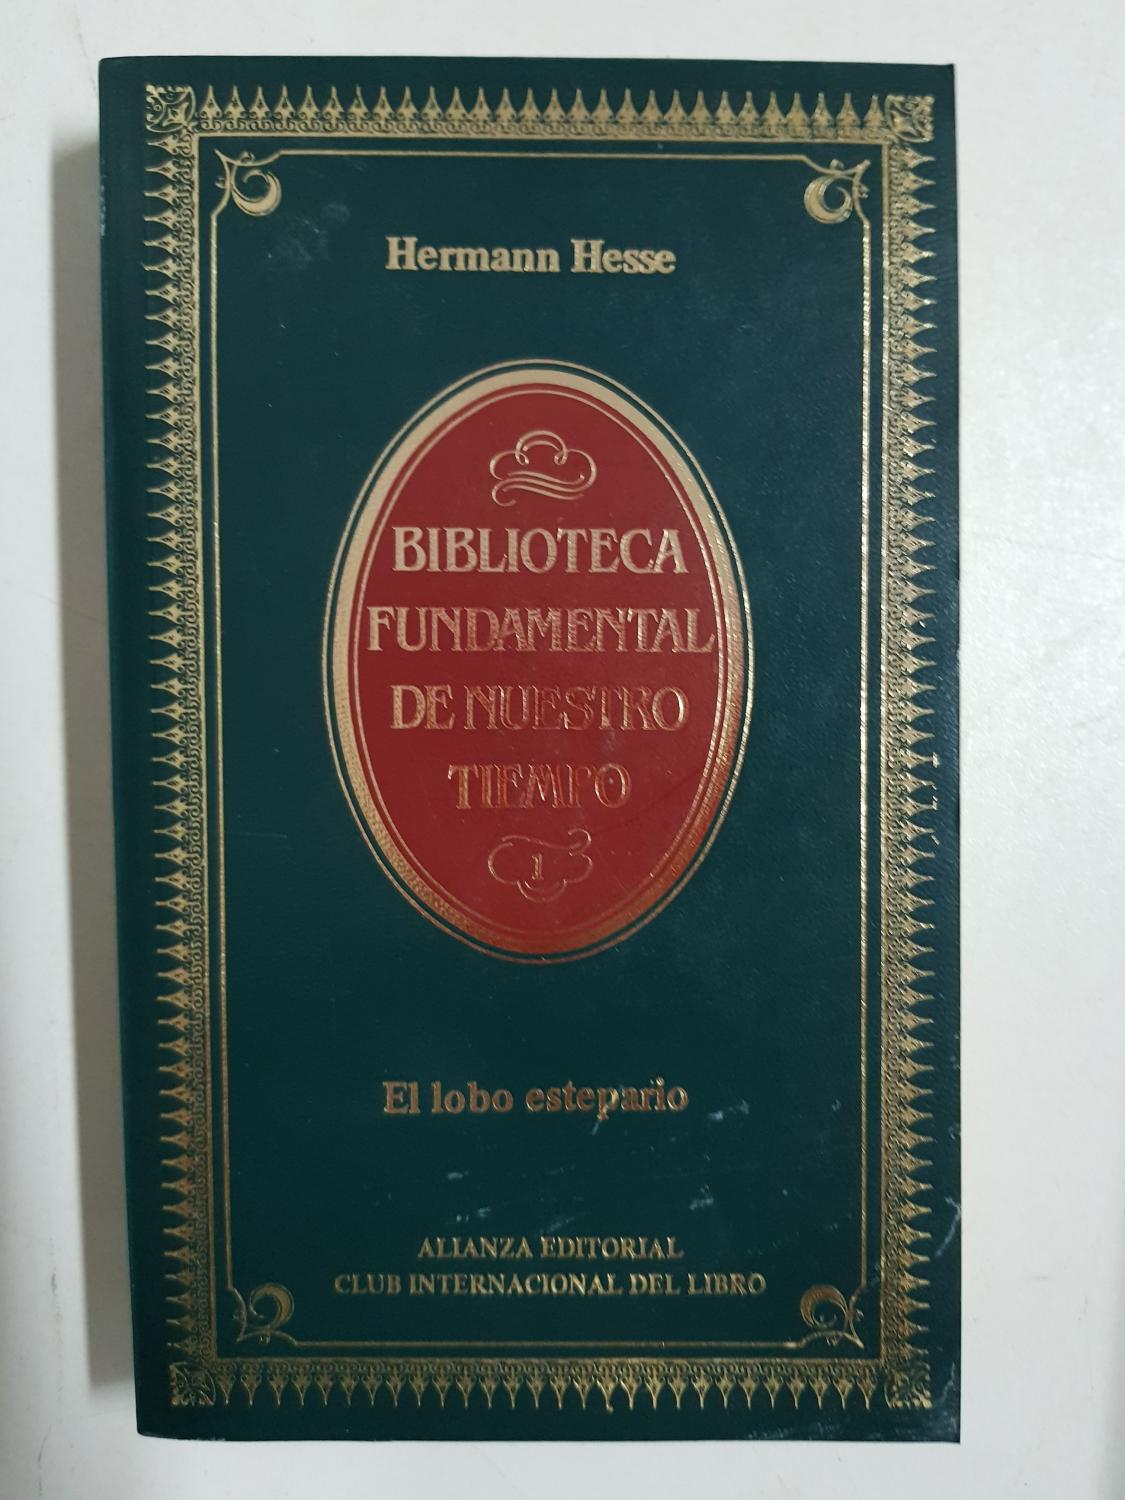 Hermann Hesse
BIBLIOTECA
FUNDAMENTAL
DE NUESTRO
TIEMPO
1
El lobo estepario
ALIANZA EDITORIAL
CLUB INTERNACIONAL DEL LIBRO